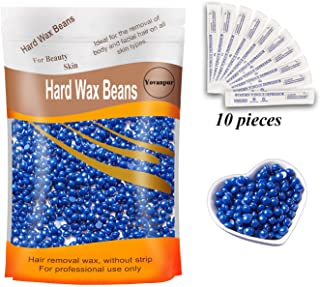 Hard Wax Beans
For Beauty
Skin
Ideal for the removal of
body and facial hair on all
skin types.
Yovanpur
Hard Wax Beans
Hair removal wax, without strip
For professional use only
10 pieces